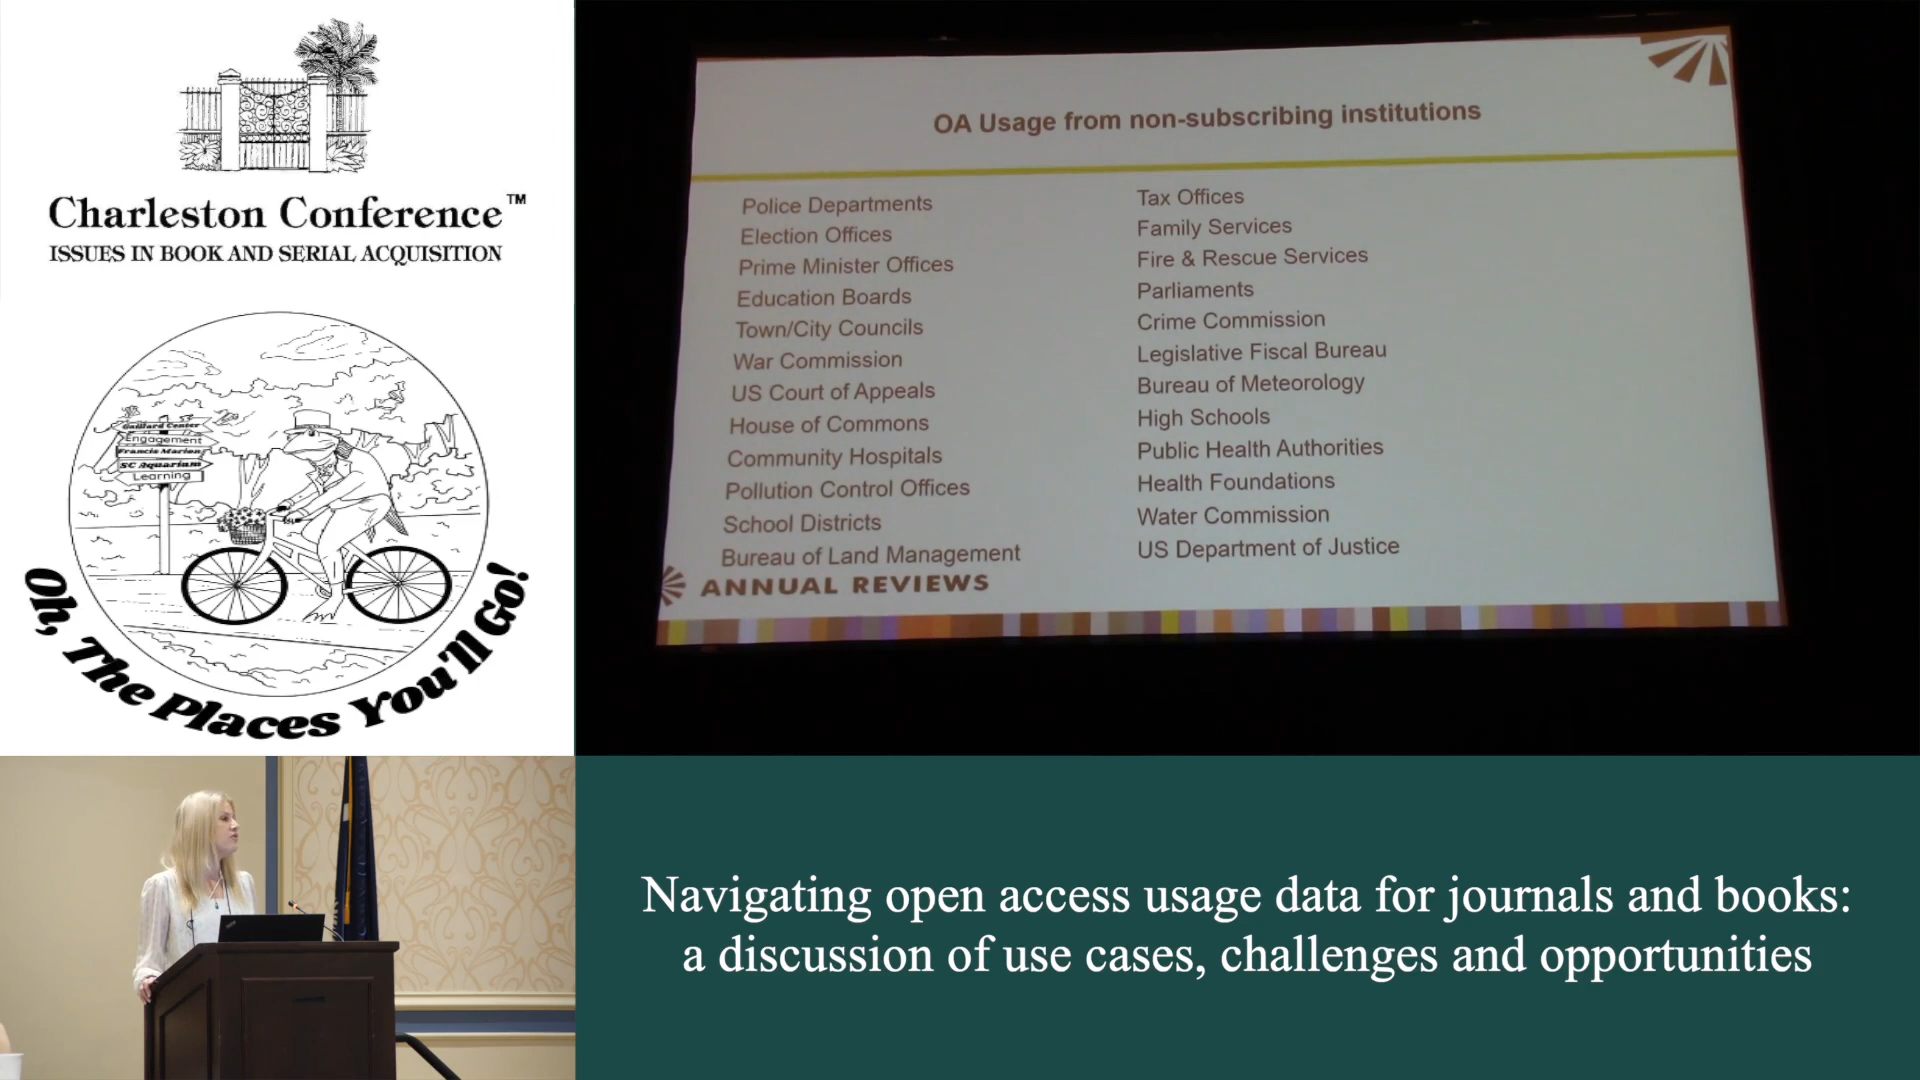 Charleston Conference™
ISSUES IN BOOK AND SERIAL ACQUISITION
Gaillard Center
Engagement
Francis Marion
SC Aquarium
Learning
Oh, The Places You'll Go!
OA Usage from non-subscribing institutions
Police Departments
Election Offices
Prime Minister Offices
Education Boards
Town/City Councils
War Commission
US Court of Appeals
House of Commons
Community Hospitals
Pollution Control Offices
School Districts
Bureau of Land Management
Tax Offices
Family Services
Fire & Rescue Services
Parliaments
Crime Commission
Legislative Fiscal Bureau
Bureau of Meteorology
High Schools
Public Health Authorities
Health Foundations
Water Commission
US Department of Justice
ANNUAL REVIEWS
Navigating open access usage data for journals and books:
a discussion of use cases, challenges and opportunities